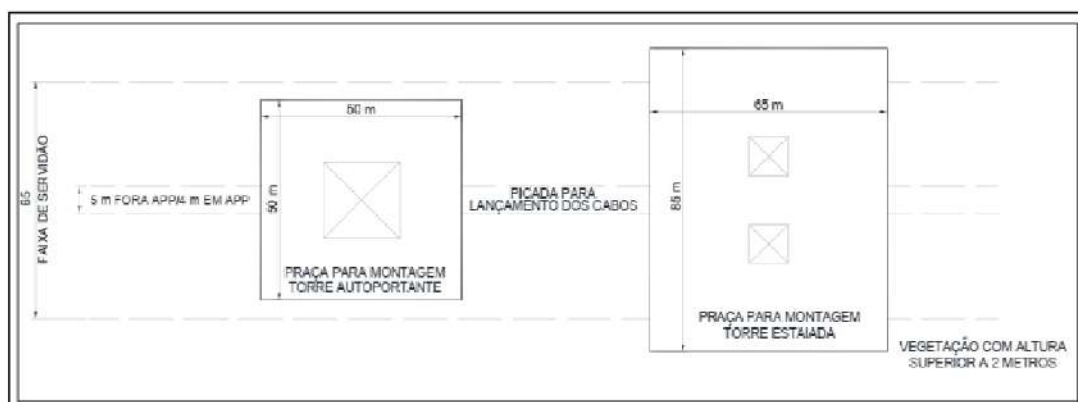 65
FAIXA DE SERVIDÃO
5 m FORA APP/4 m EM APP
50 m
50 m
PRAÇA PARA MONTAGEM
TORRE AUTOPORTANTE
PICADA PARA
LANÇAMENTO DOS CABOS
65 m
85 m
PRAÇA PARA MONTAGEM
TORRE ESTAIADA
VEGETAÇÃO COM ALTURA
SUPERIOR A 2 METROS